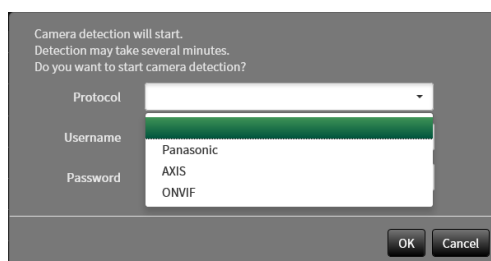 Camera detection will start.
Detection may take several minutes.
Do you want to start camera detection?
Protocol
Username
Panasonic
Password
AXIS
ONVIF
OK
Cancel